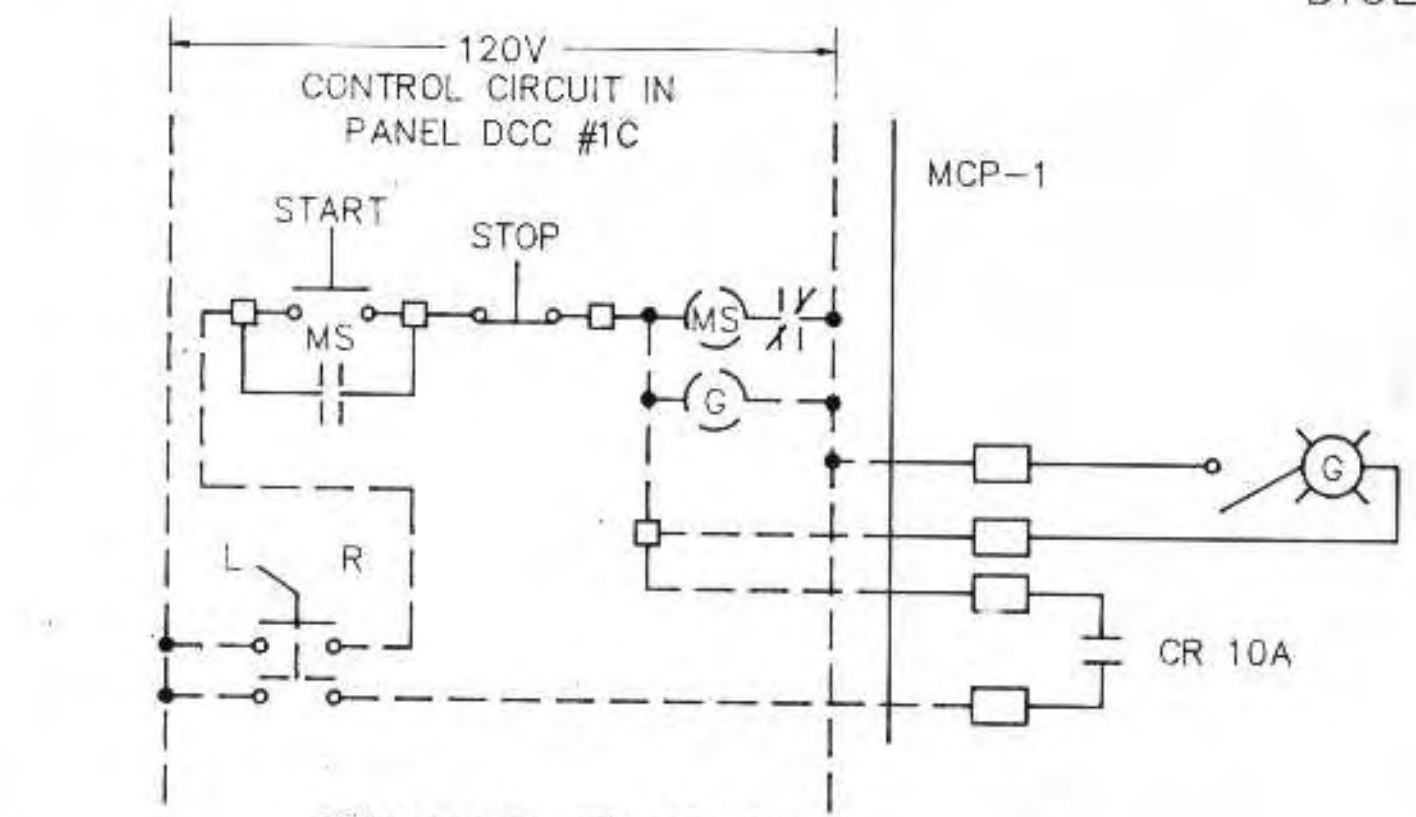 120V
CONTROL CIRCUIT IN
PANEL DCC #1C
MCP-1
START
STOP
MS
MS
G
G
L R
CR 10A